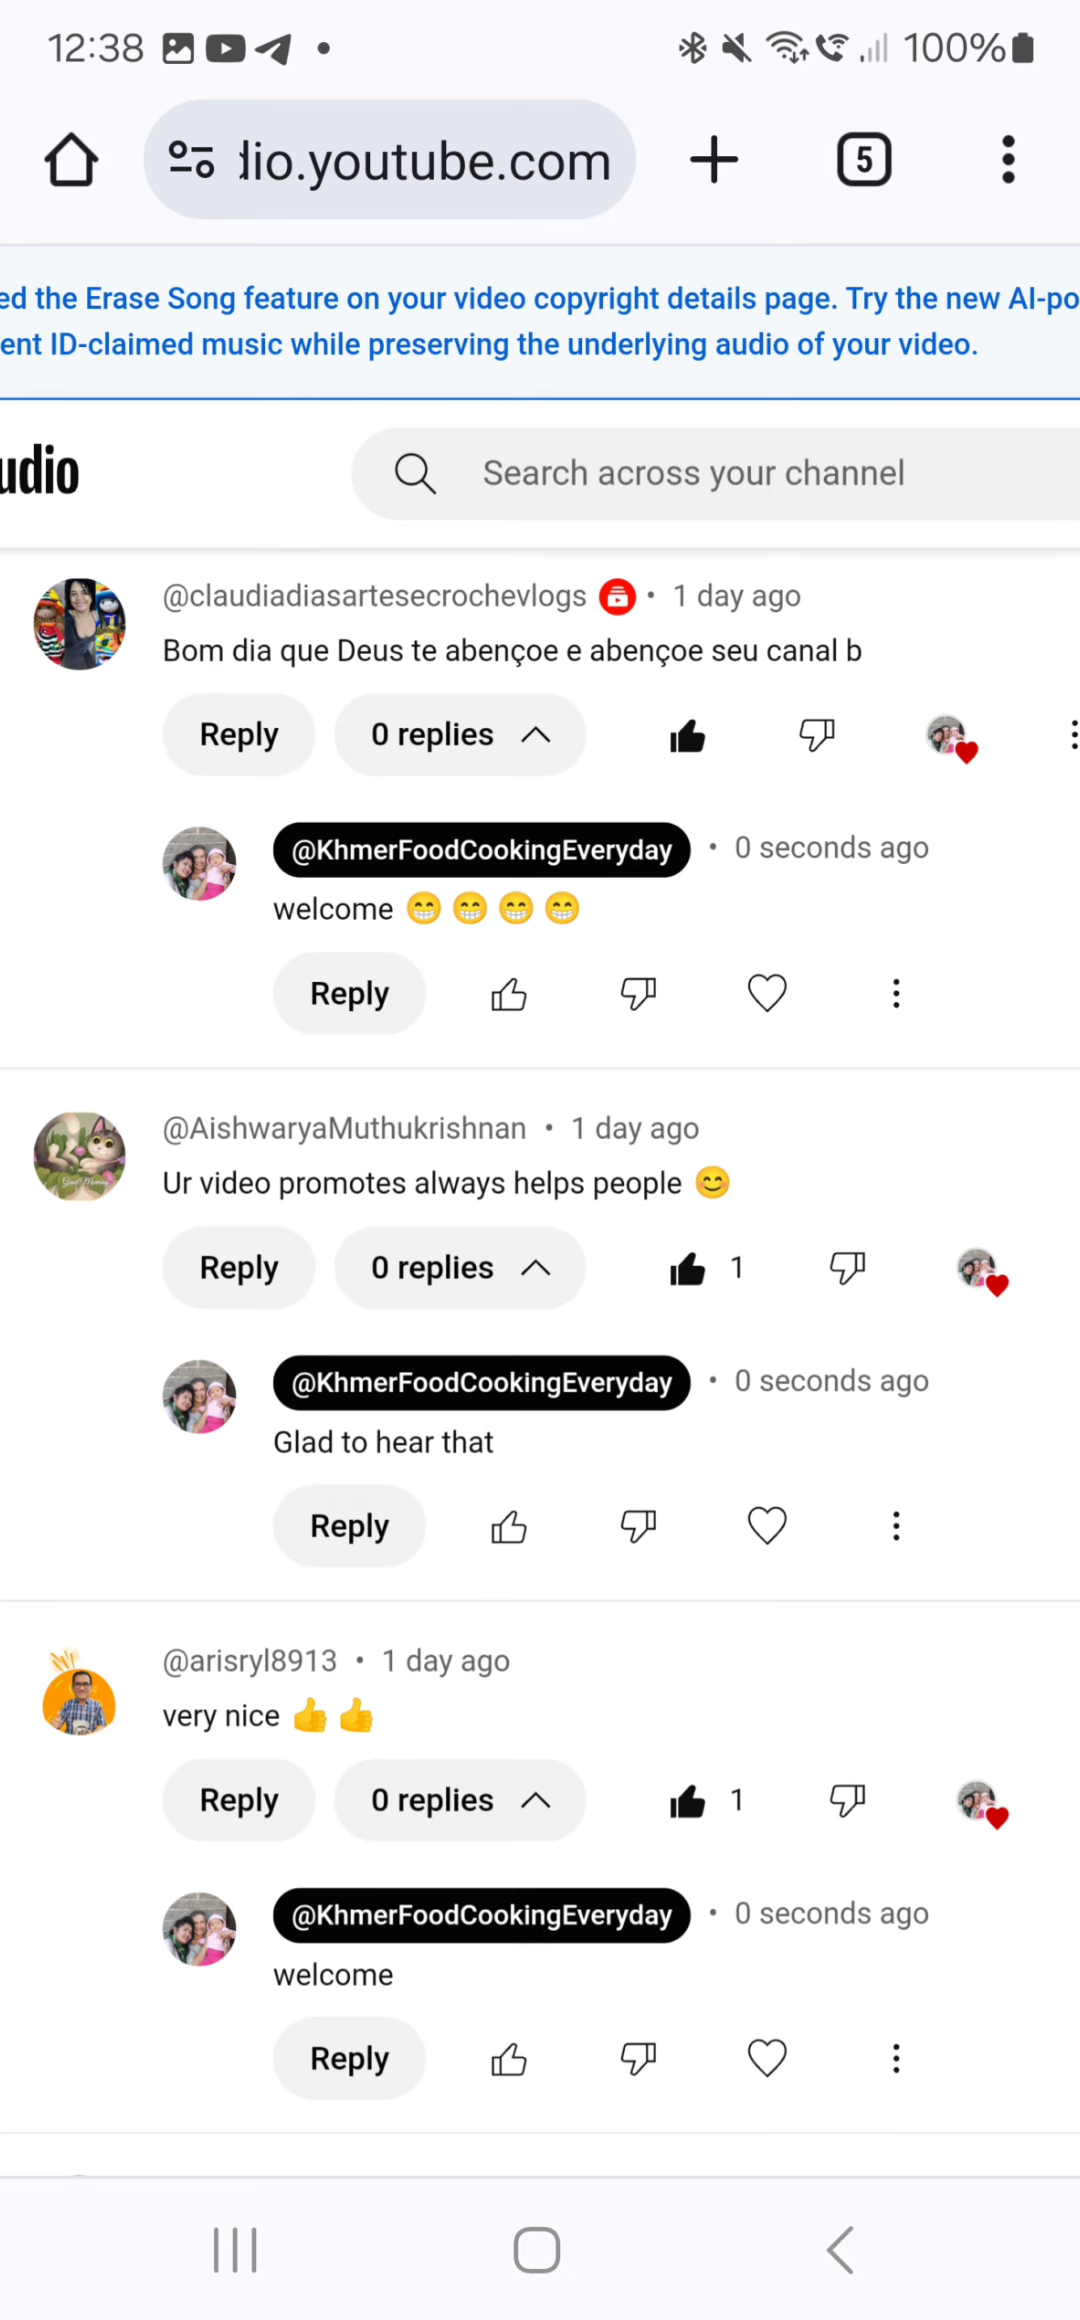 12:38
100%
dio.youtube.com
5
ed the Erase Song feature on your video copyright details page. Try the new AI-po
ent ID-claimed music while preserving the underlying audio of your video.
udio
Search across your channel
@claudiadiasartesecrochevlogs • 1 day ago
Bom dia que Deus te abençoe e abençoe seu canal b
Reply 0 replies
@KhmerFoodCookingEveryday • 0 seconds ago
welcome 😁 😁 😁 😁
Reply
@AishwaryaMuthukrishnan • 1 day ago
Ur video promotes always helps people 😊
Reply 0 replies 1
@KhmerFoodCookingEveryday • 0 seconds ago
Glad to hear that
Reply
@arisryl8913 • 1 day ago
very nice 👍 👍
Reply 0 replies 1
@KhmerFoodCookingEveryday • 0 seconds ago
welcome
Reply